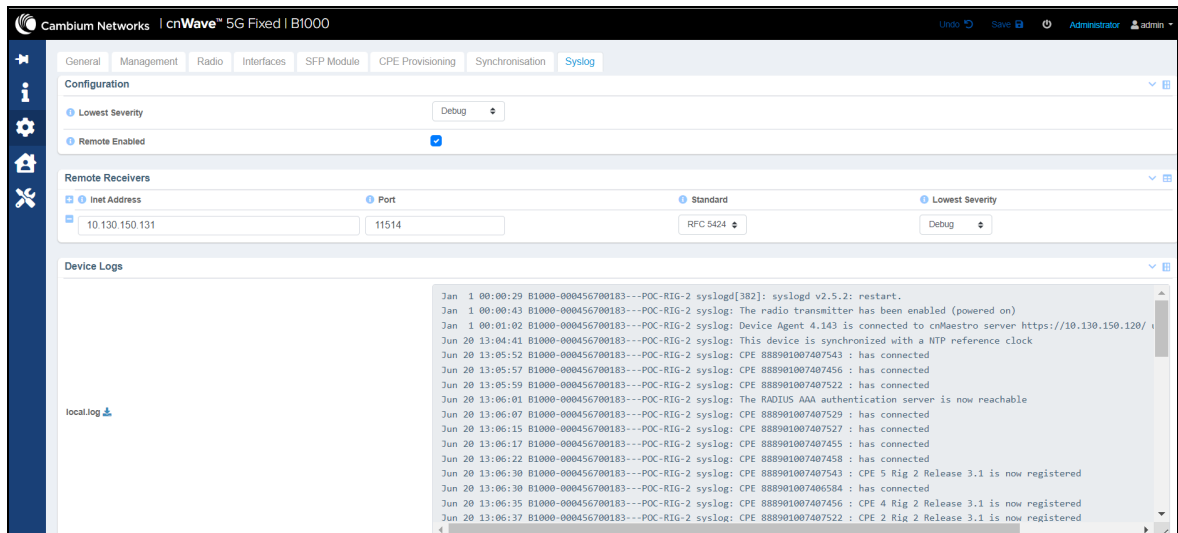 Cambium Networks | cnWave™ 5G Fixed | B1000
Undo Save Administrator admin
General Management Radio Interfaces SFP Module CPE Provisioning Synchronisation Syslog
Configuration
Lowest Severity Debug
Remote Enabled
Remote Receivers
Inet Address Port Standard Lowest Severity
10.130.150.131 11514 RFC 5424 Debug
Device Logs
local.log
Jan 1 00:00:29 B1000-000456700183---POC-RIG-2 syslogd[382]: syslogd v2.5.2: restart.
Jan 1 00:00:43 B1000-000456700183---POC-RIG-2 syslog: The radio transmitter has been enabled (powered on)
Jan 1 00:01:02 B1000-000456700183---POC-RIG-2 syslog: Device Agent 4.143 is connected to cnMaestro server https://10.130.150.120/
Jun 20 13:04:41 B1000-000456700183---POC-RIG-2 syslog: This device is synchronized with a NTP reference clock
Jun 20 13:05:52 B1000-000456700183---POC-RIG-2 syslog: CPE 888901007407543 : has connected
Jun 20 13:05:57 B1000-000456700183---POC-RIG-2 syslog: CPE 888901007407456 : has connected
Jun 20 13:05:59 B1000-000456700183---POC-RIG-2 syslog: CPE 888901007407522 : has connected
Jun 20 13:06:01 B1000-000456700183---POC-RIG-2 syslog: The RADIUS AAA authentication server is now reachable
Jun 20 13:06:07 B1000-000456700183---POC-RIG-2 syslog: CPE 888901007407529 : has connected
Jun 20 13:06:15 B1000-000456700183---POC-RIG-2 syslog: CPE 888901007407527 : has connected
Jun 20 13:06:17 B1000-000456700183---POC-RIG-2 syslog: CPE 888901007407455 : has connected
Jun 20 13:06:22 B1000-000456700183---POC-RIG-2 syslog: CPE 888901007407458 : has connected
Jun 20 13:06:30 B1000-000456700183---POC-RIG-2 syslog: CPE 888901007407543 : CPE 5 Rig 2 Release 3.1 is now registered
Jun 20 13:06:30 B1000-000456700183---POC-RIG-2 syslog: CPE 888901007406584 : has connected
Jun 20 13:06:35 B1000-000456700183---POC-RIG-2 syslog: CPE 888901007407456 : CPE 4 Rig 2 Release 3.1 is now registered
Jun 20 13:06:37 B1000-000456700183---POC-RIG-2 syslog: CPE 888901007407522 : CPE 2 Rig 2 Release 3.1 is now registered